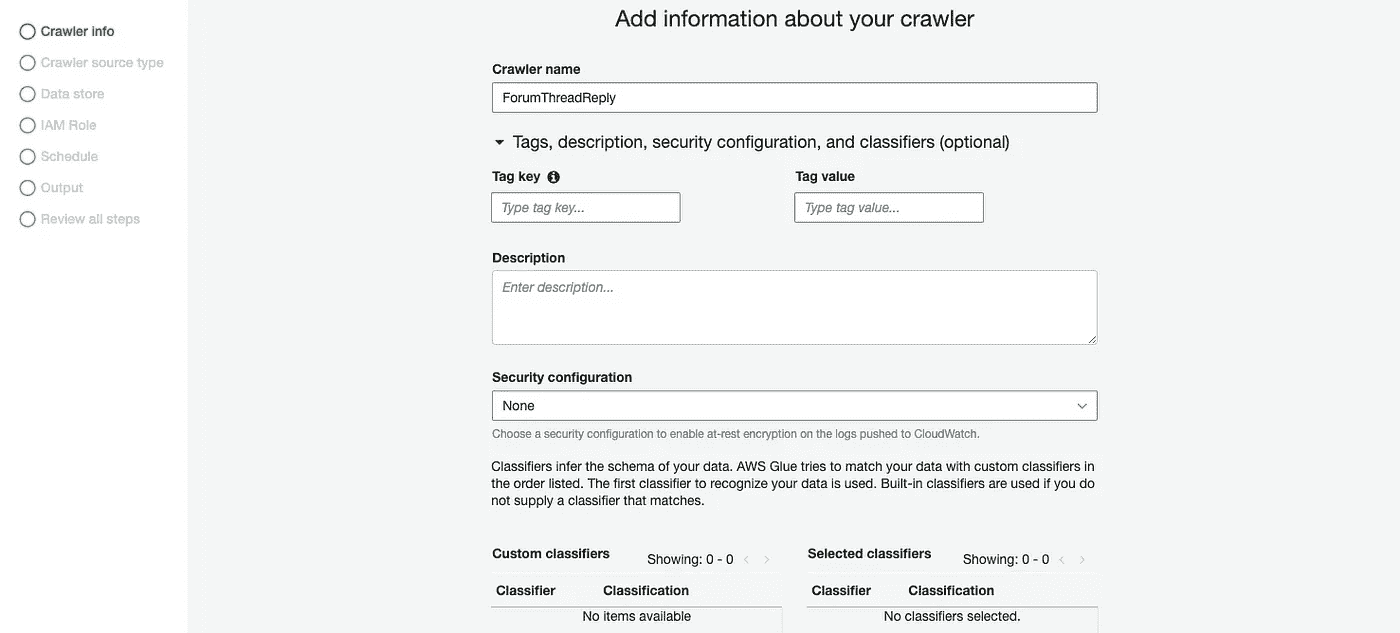 Crawler info
Crawler source type
Data store
IAM Role
Schedule
Output
Review all steps
Add information about your crawler
Crawler name
ForumThreadReply
Tags, description, security configuration, and classifiers (optional)
Tag key
Tag value
Type tag key...
Type tag value...
Description
Enter description...
Security configuration
None
Choose a security configuration to enable at-rest encryption on the logs pushed to CloudWatch.
Classifiers infer the schema of your data. AWS Glue tries to match your data with custom classifiers in
the order listed. The first classifier to recognize your data is used. Built-in classifiers are used if you do
not supply a classifier that matches.
Custom classifiers
Showing: 0 - 0
Classifier
Classification
No items available
Selected classifiers
Showing: 0 - 0
Classifier
Classification
No classifiers selected.